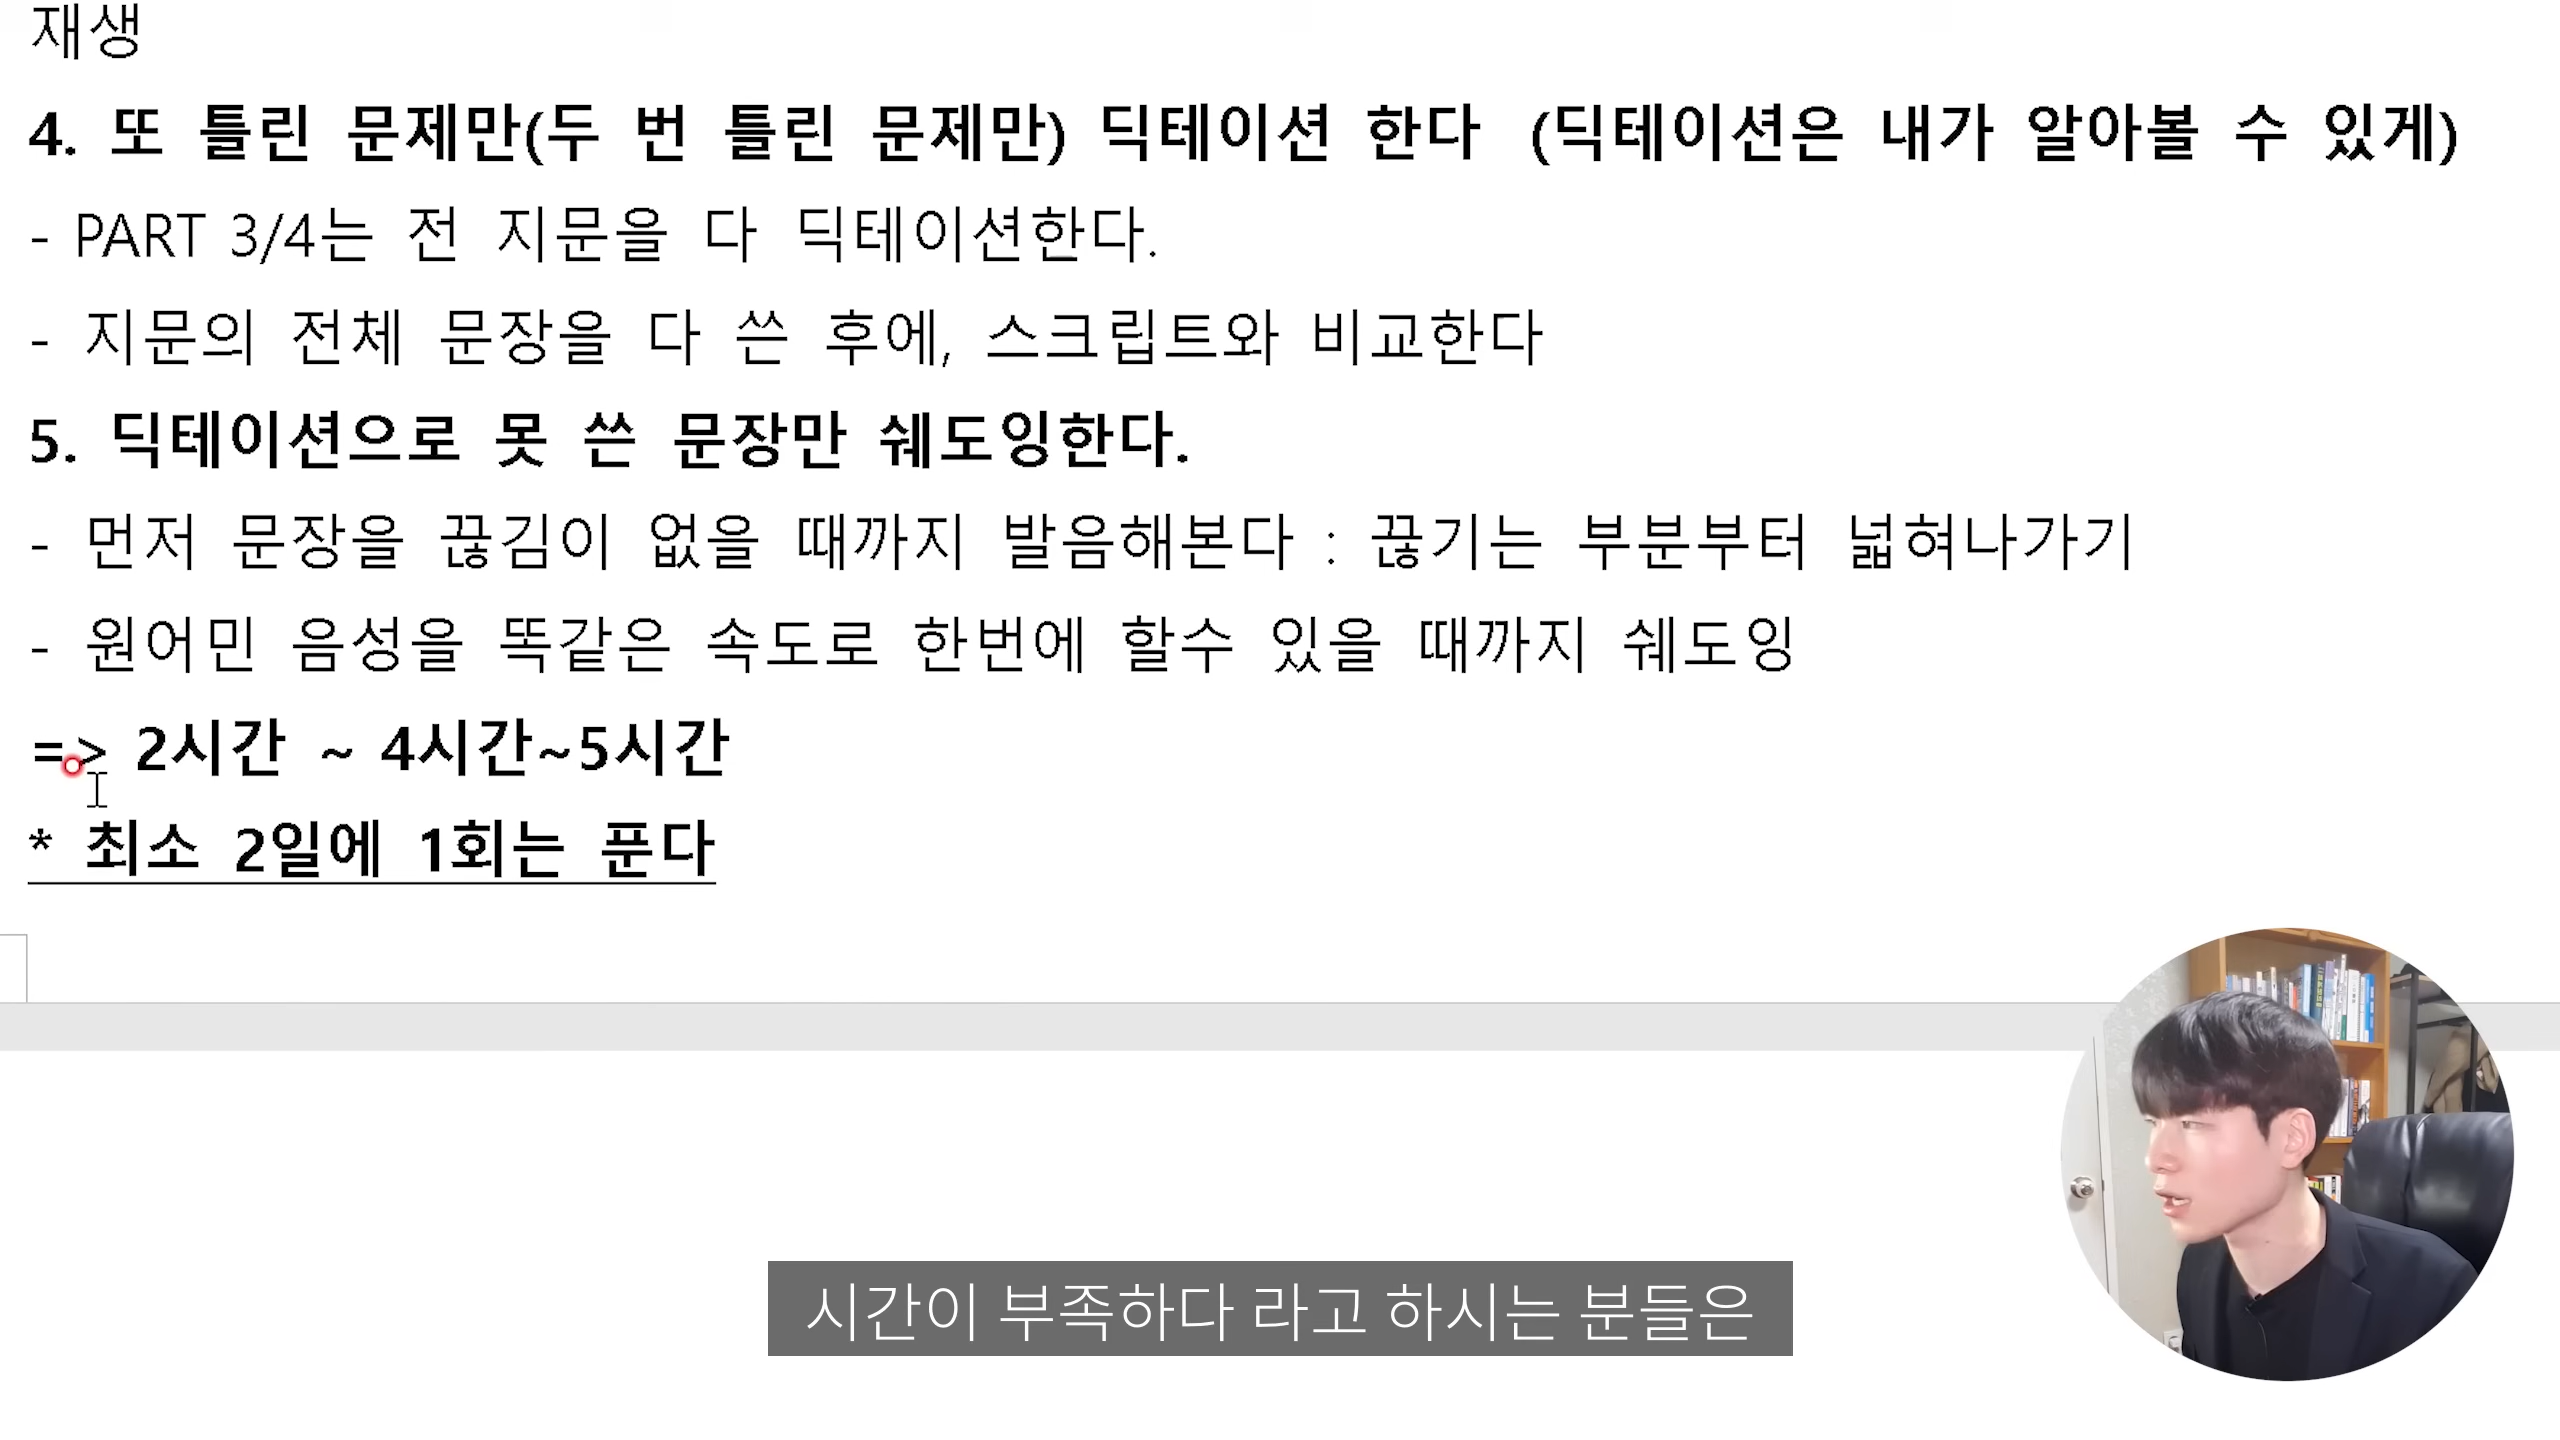 재생
4. 또 틀린 문제만(두 번 틀린 문제만) 딕테이션 한다 (딕테이션은 내가 알아볼 수 있게)
- PART 3/4는 전 지문을 다 딕테이션한다.
- 지문의 전체 문장을 다 쓴 후에, 스크립트와 비교한다
5. 딕테이션으로 못 쓴 문장만 쉐도잉한다.
- 먼저 문장을 끊김이 없을 때까지 발음해본다 : 끊기는 부분부터 넓혀나가기
- 원어민 음성을 똑같은 속도로 한번에 할수 있을 때까지 쉐도잉
=> 2시간 ~ 4시간~5시간
* 최소 2일에 1회는 푼다
시간이 부족하다 라고 하시는 분들은